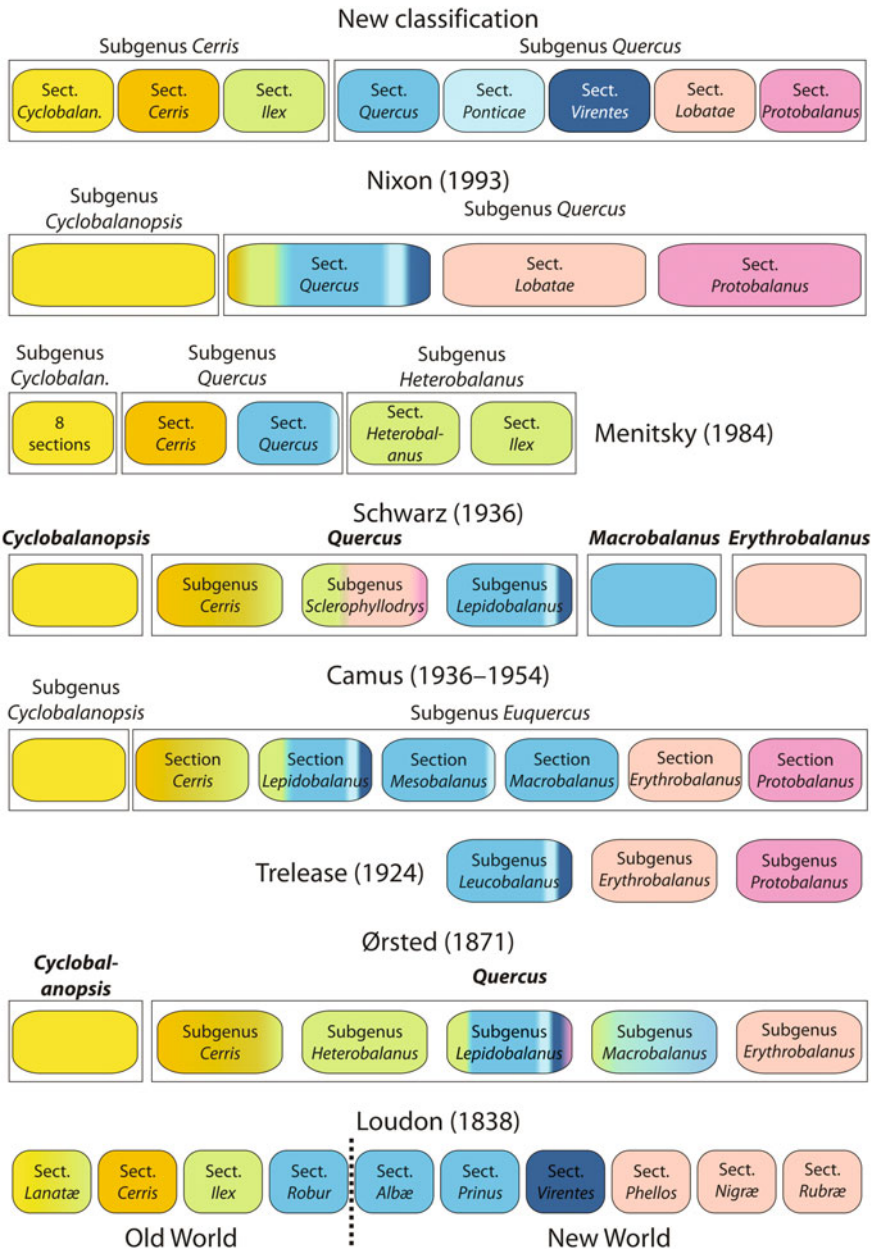 New classification
Subgenus Cerris
Subgenus Quercus
Sect.
Cyclobalan.
Sect.
Cerris
Sect.
Ilex
Sect.
Quercus
Sect.
Ponticae
Sect.
Virentes
Sect.
Lobatae
Sect.
Protobalanus
Nixon (1993)
Subgenus
Cyclobalanopsis
Subgenus Quercus
Sect.
Quercus
Sect.
Lobatae
Sect.
Protobalanus
Subgenus
Cyclobalan.
Subgenus
Quercus
Subgenus
Heterobalanus
8
sections
Sect.
Cerris
Sect.
Quercus
Sect.
Heterobal-
anus
Sect.
Ilex
Menitsky (1984)
Schwarz (1936)
Cyclobalanopsis
Quercus
Macrobalanus
Erythrobalanus
Subgenus
Cerris
Subgenus
Sclerophyllodrys
Subgenus
Lepidobalanus
Camus (1936–1954)
Subgenus
Cyclobalanopsis
Subgenus Euquercus
Section
Cerris
Section
Lepidobalanus
Section
Mesobalanus
Section
Macrobalanus
Section
Erythrobalanus
Section
Protobalanus
Trelease (1924)
Subgenus
Leucobalanus
Subgenus
Erythrobalanus
Subgenus
Protobalanus
Ørsted (1871)
Cyclobal-
anopsis
Quercus
Subgenus
Cerris
Subgenus
Heterobalanus
Subgenus
Lepidobalanus
Subgenus
Macrobalanus
Subgenus
Erythrobalanus
Loudon (1838)
Sect.
Lanatæ
Sect.
Cerris
Sect.
Ilex
Sect.
Robur
Sect.
Albæ
Sect.
Prinus
Sect.
Virentes
Sect.
Phellos
Sect.
Nigræ
Sect.
Rubræ
Old World
New World